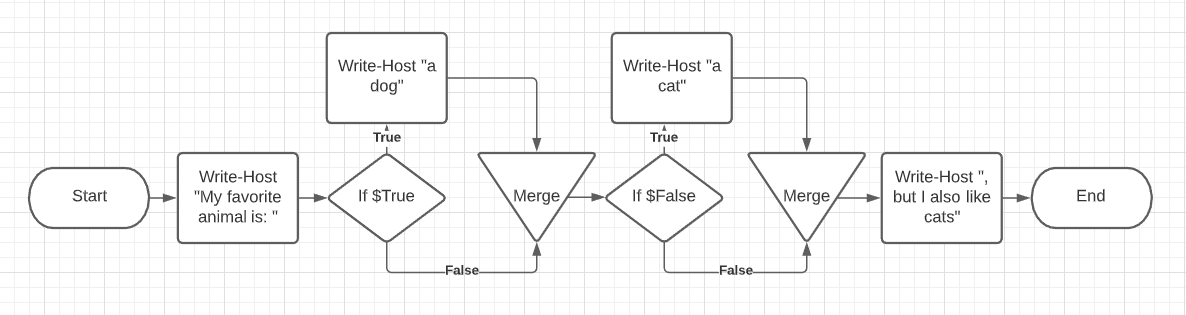 Write-Host "a
dog"
Write-Host "a
cat"
True
True
Start
Write-Host
"My favorite
animal is: "
If $True
Merge
If $False
Merge
Write-Host ",
but I also like
cats"
End
False
False